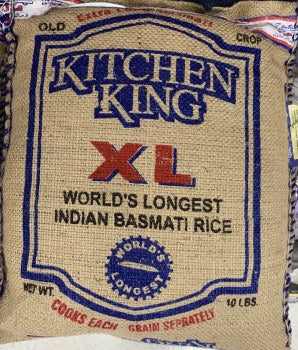 OLD CROP
KITCHEN
KING
XL
WORLD'S LONGEST
INDIAN BASMATI RICE
WORLD'S
LONGEST
NET WT. 10 LBS.
COOKS EACH GRAIN SEPRATELY